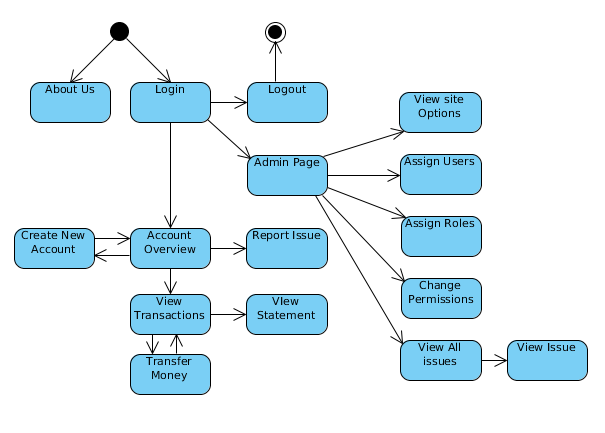 About Us
Login
Logout
View site
Options
Admin Page
Assign Users
Assign Roles
Create New
Account
Account
Overview
Report Issue
Change
Permissions
View
Transactions
VIew
Statement
View All
issues
View Issue
Transfer
Money